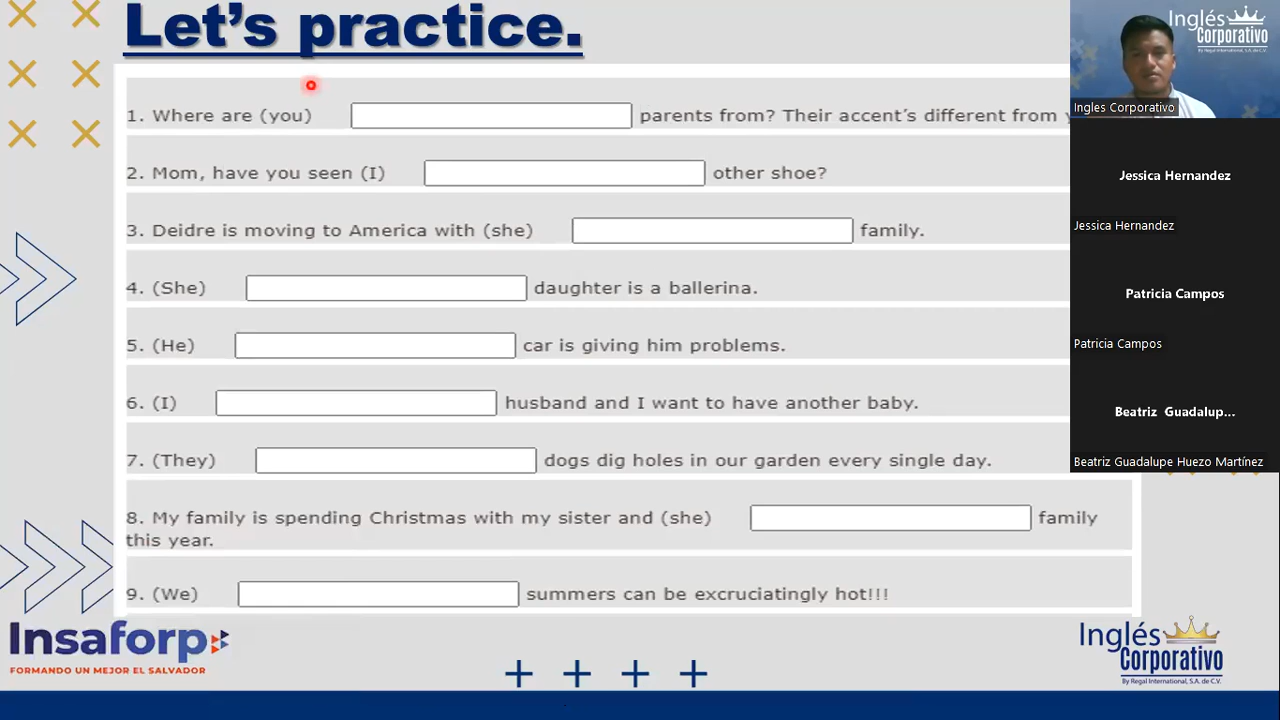 Let's practice.
1. Where are (you) parents from? Their accent's different from
2. Mom, have you seen (I) other shoe?
3. Deidre is moving to America with (she) family.
4. (She) daughter is a ballerina.
5. (He) car is giving him problems.
6. (I) husband and I want to have another baby.
7. (They) dogs dig holes in our garden every single day.
8. My family is spending Christmas with my sister and (she) family
this year.
9. (We) summers can be excruciatingly hot!!!
Insaforp
FORMANDO UN MEJOR EL SALVADOR
Inglés
Corporativo
By Regal International, S.A. de C.V.
Inglés
Corporativo
By Regal International, S.A. de C.V.
Ingles Corporativo
Jessica Hernandez
Jessica Hernandez
Patricia Campos
Patricia Campos
Beatriz Guadalup...
Beatriz Guadalupe Huezo Martínez